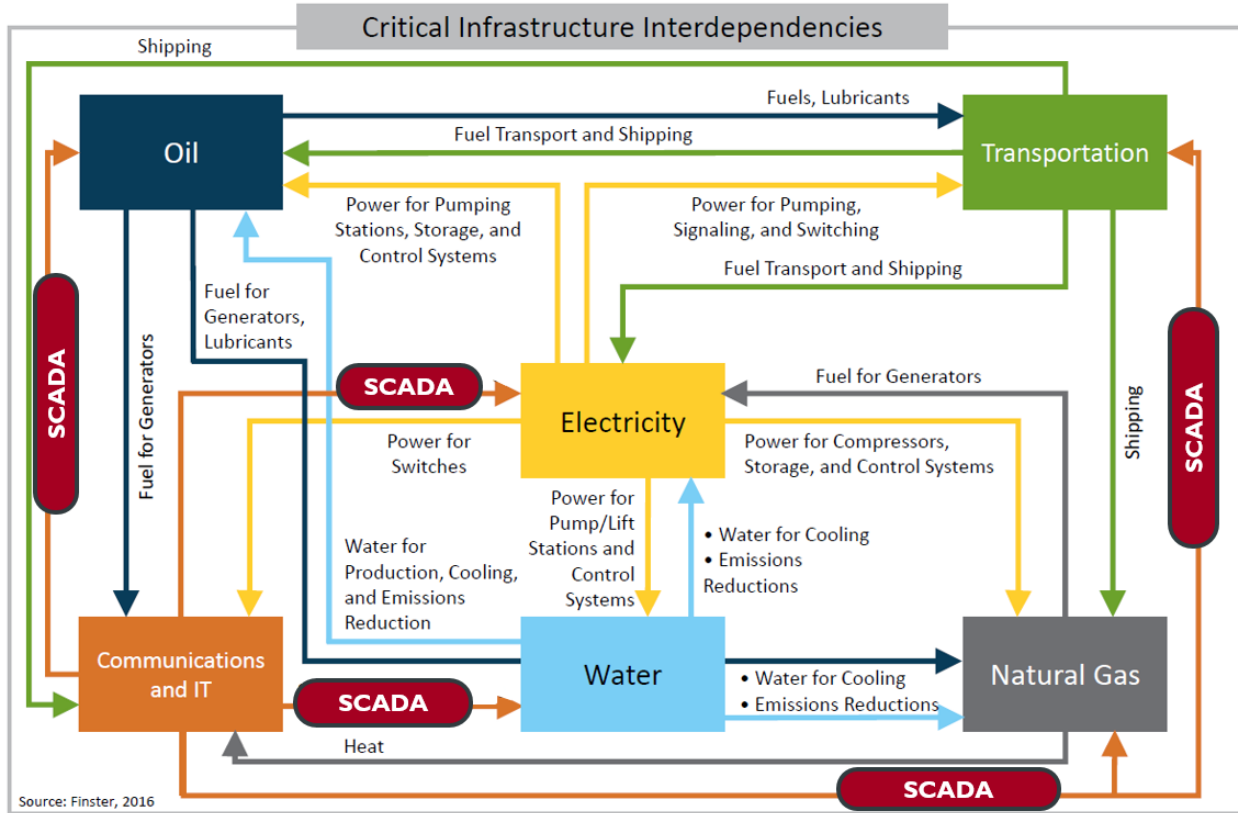 Critical Infrastructure Interdependencies
Shipping
Oil
Fuels, Lubricants
Fuel Transport and Shipping
Transportation
Power for Pumping
Stations, Storage, and
Control Systems
Power for Pumping,
Signaling, and Switching
Fuel Transport and Shipping
Fuel for
Generators,
Lubricants
SCADA
Fuel for Generators
SCADA
Electricity
Fuel for Generators
Shipping
SCADA
Power for
Switches
Power for Compressors,
Storage, and Control Systems
Power for
Pump/Lift
Stations and
Control
Systems
• Water for Cooling
• Emissions
Reductions
Water for
Production, Cooling,
and Emissions
Reduction
Communications
and IT
SCADA
Water
• Water for Cooling
• Emissions Reductions
Natural Gas
Heat
SCADA
Source: Finster, 2016